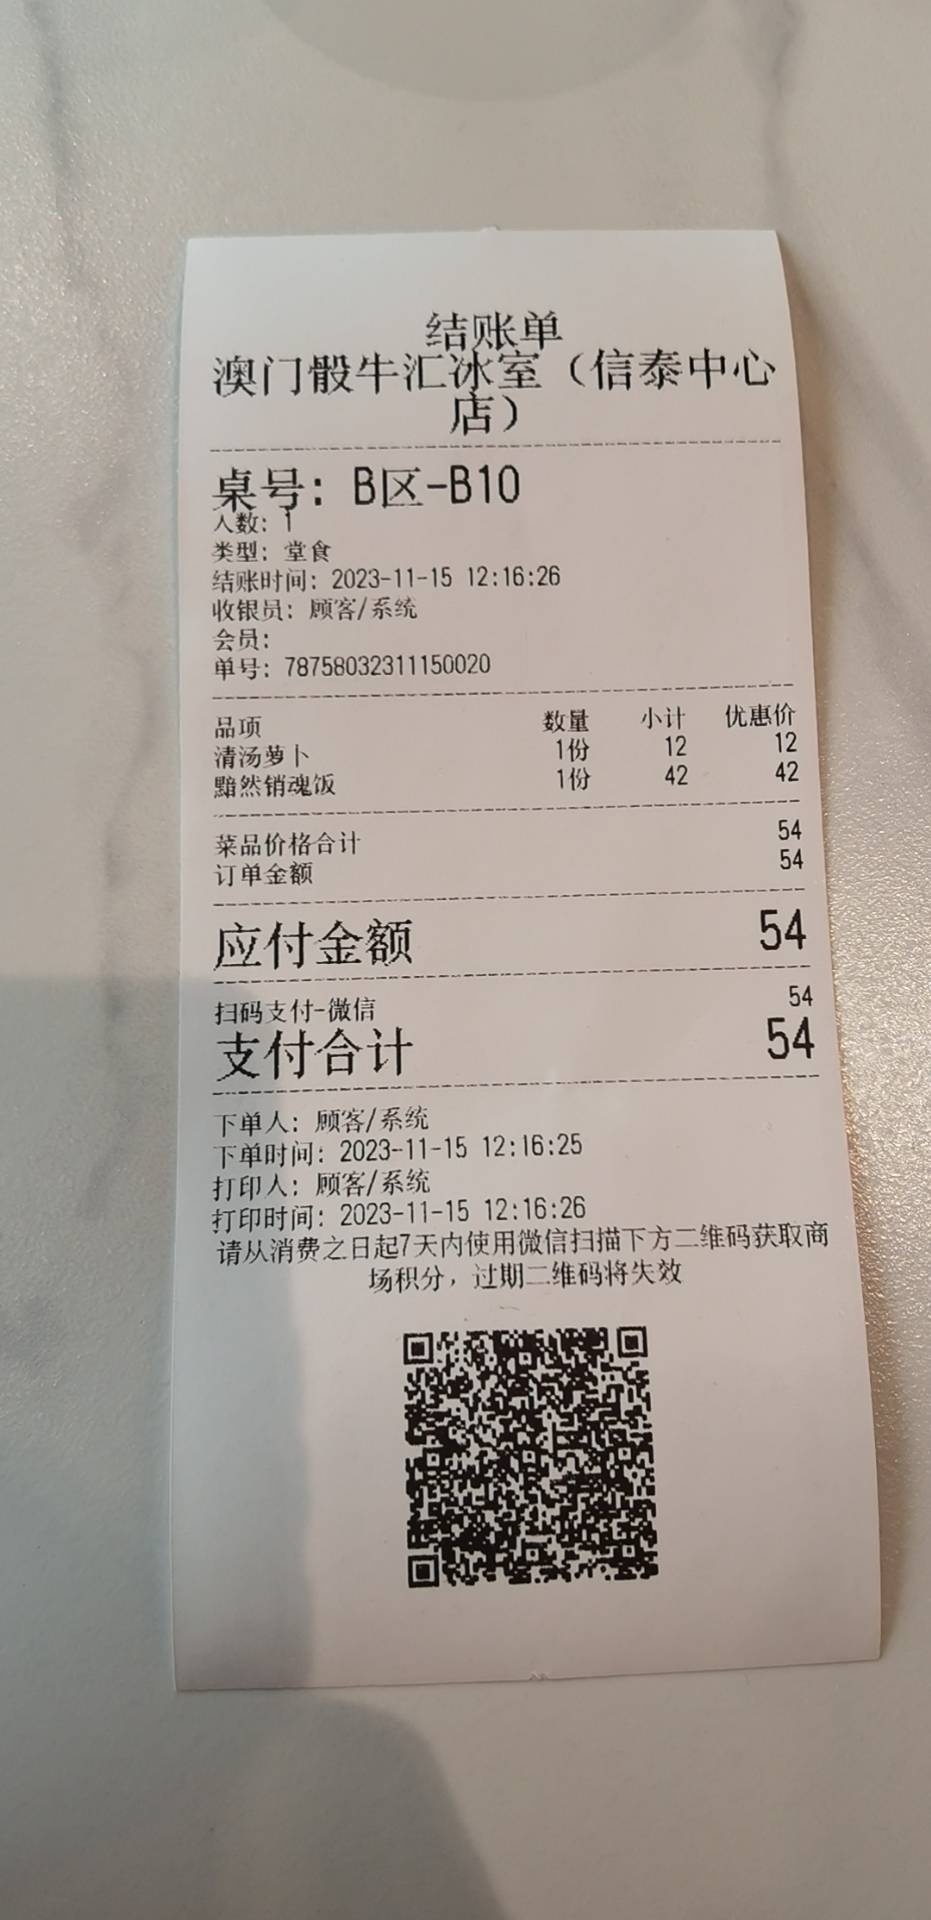 结账单
澳门骰牛汇冰室（信泰中心
店）
桌号: B区-B10
人数: 1
类型: 堂食
结账时间: 2023-11-15 12:16:26
收银员: 顾客/系统
会员:
单号: 78758032311150020
品项 数量 小计 优惠价
清汤萝卜 1份 12 12
黯然销魂饭 1份 42 42
菜品价格合计 54
订单金额 54
应付金额 54
扫码支付-微信 54
支付合计 54
下单人: 顾客/系统
下单时间: 2023-11-15 12:16:25
打印人: 顾客/系统
打印时间: 2023-11-15 12:16:26
请从消费之日起7天内使用微信扫描下方二维码获取商
场积分，过期二维码将失效